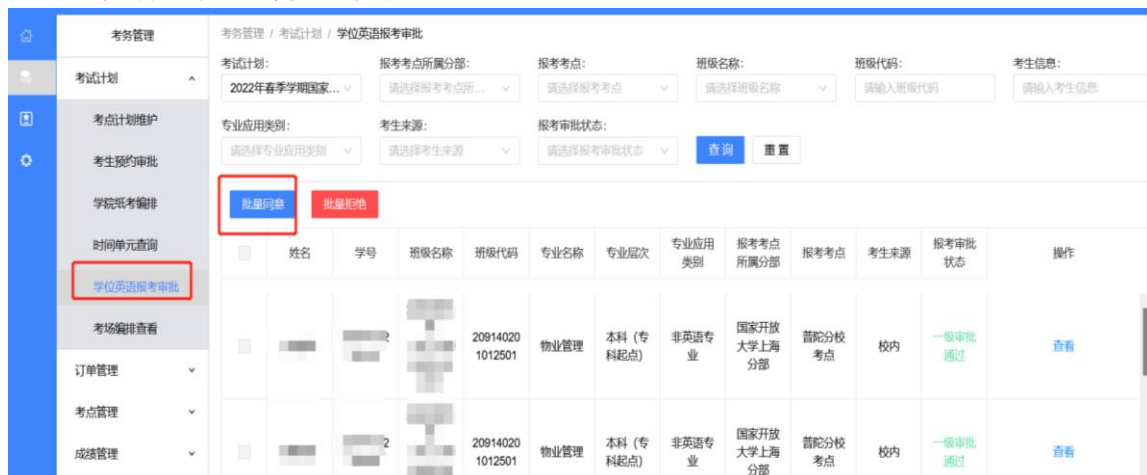 考务管理
考务管理 / 考试计划 / 学位英语报考审批
考试计划
考点计划维护
考生预约审批
学院纸考编排
时间单元查询
学位英语报考审批
考场编排查看
订单管理
考点管理
成绩管理
考试计划: 报考考点所属分部: 报考考点: 班级名称: 班级代码: 考生信息:
2022年春季学期国家... 请选择报考考点所... 请选择报考考点 请选择班级名称 请输入班级代码 请输入考生信息
专业应用类别: 考生来源: 报考审批状态:
请选择专业应用类别 请选择考生来源 请选择报考审批状态 查询 重置
批量同意 批量拒绝
姓名 学号 班级名称 班级代码 专业名称 专业层次 专业应用类别 报考考点所属分部 报考考点 考生来源 报考审批状态 操作
2 20914020 1012501 物业管理 本科（专科起点） 非英语专业 国家开放大学上海分部 普陀分校考点 校内 一级审批通过 查看
2 20914020 1012501 物业管理 本科（专科起点） 非英语专业 国家开放大学上海分部 普陀分校考点 校内 一级审批通过 查看